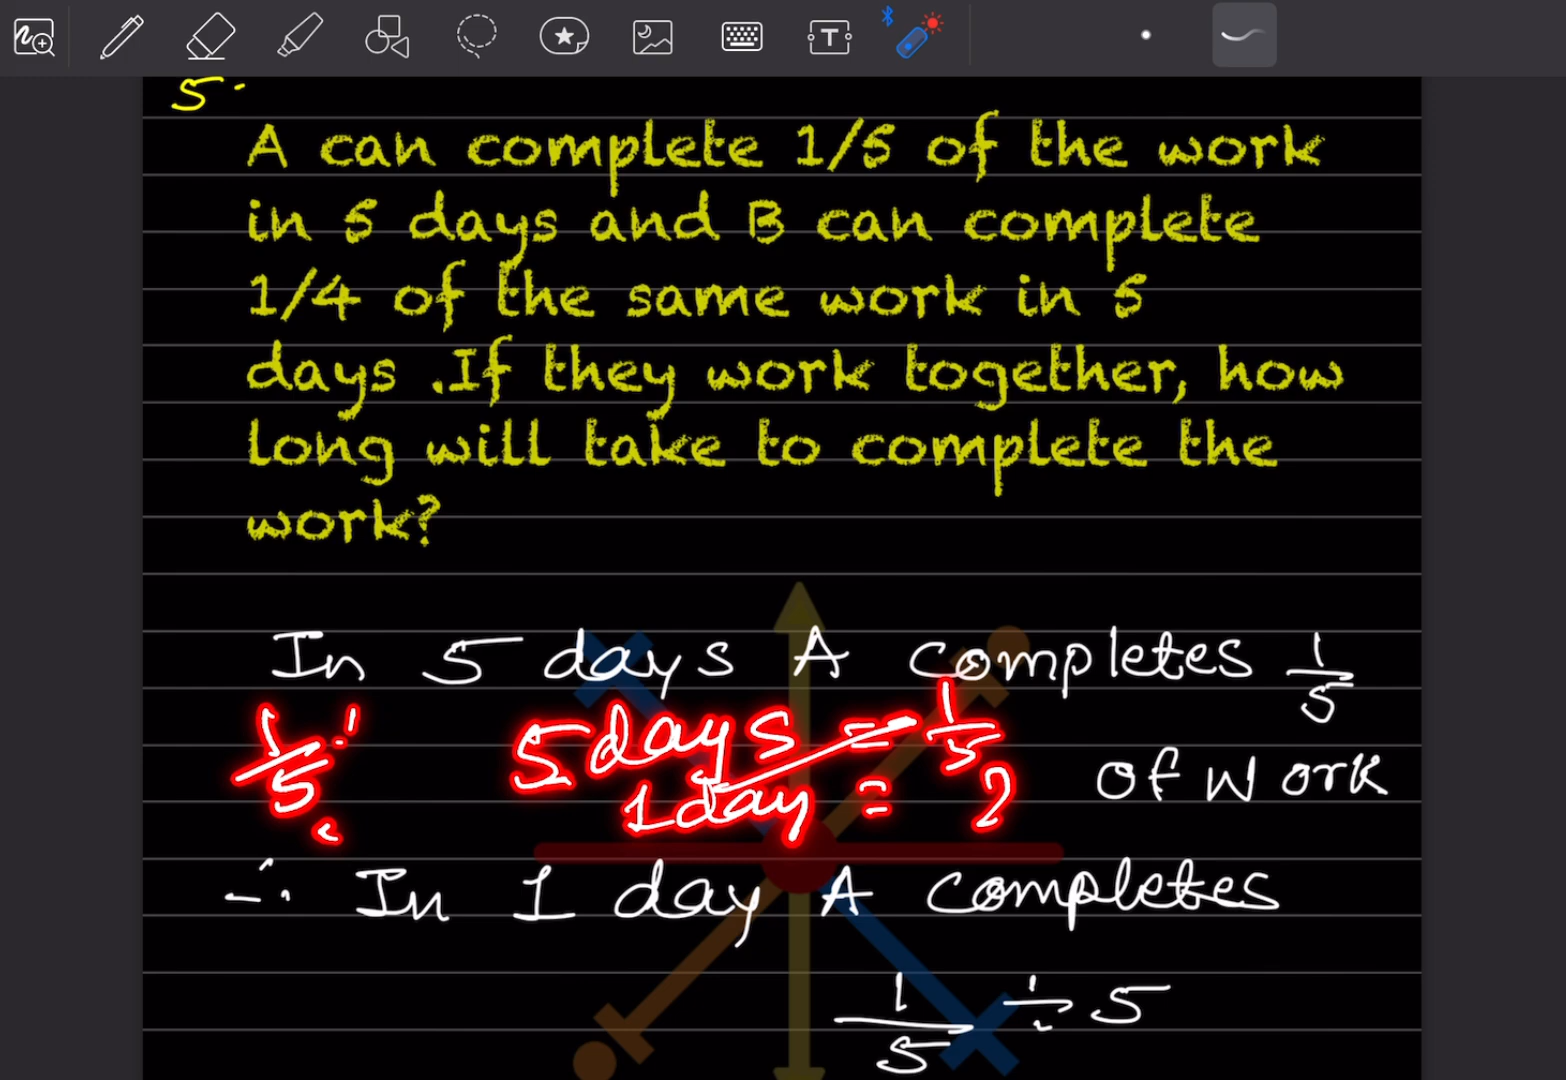 5.
A can complete 1/5 of the work
in 5 days and B can complete
1/4 of the same work in 5
days .If they work together, how
long will take to complete the
work?
In 5 days A completes 1/5
1/5 ÷ 5 days = 1/5
of work
1 day = ?
∴ In 1 day A completes
1/5 ÷ 5